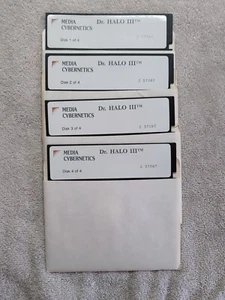 MEDIA
CYBERNETICS
Dr. HALO III™
Disk 1 of 4
MEDIA
CYBERNETICS
Dr. HALO III™
Disk 2 of 4
MEDIA
CYBERNETICS
Dr. HALO III™
Disk 3 of 4
MEDIA
CYBERNETICS
Dr. HALO III™
Disk 4 of 4